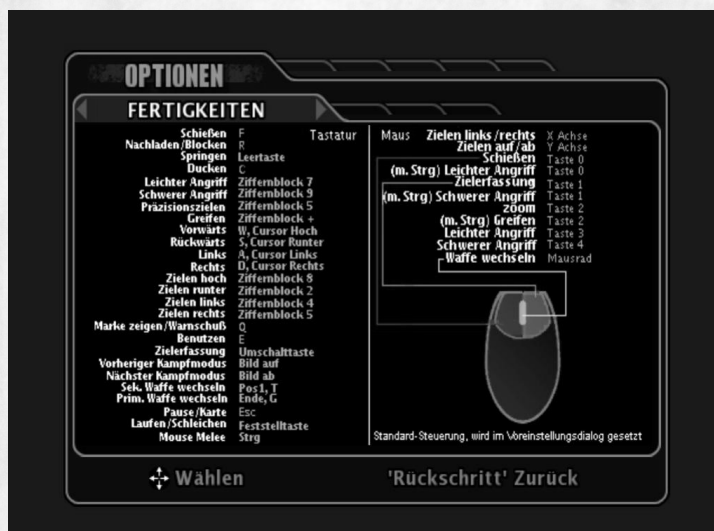 OPTIONEN
FERTIGKEITEN
Tastatur
Schießen F
Nachladen/Blocken R
Springen Leertaste
Ducken C
Leichter Angriff Ziffernblock 7
Schwerer Angriff Ziffernblock 9
Präzisionszielen Ziffernblock 5
Greifen Ziffernblock +
Vorwärts W, Cursor Hoch
Rückwärts S, Cursor Runter
Links A, Cursor Links
Rechts D, Cursor Rechts
Zielen hoch Ziffernblock 8
Zielen runter Ziffernblock 2
Zielen links Ziffernblock 4
Zielen rechts Ziffernblock 5
Marke zeigen/Warnschuß Q
Benutzen E
Zielerfassung Umschalttaste
Vorheriger Kampfmodus Bild auf
Nächster Kampfmodus Bild ab
Sek. Waffe wechseln Pos1, T
Prim. Waffe wechseln Ende, G
Pause/Karte Esc
Laufen/Schleichen Feststelltaste
Mouse Melee Strg
Maus
Zielen links/rechts X Achse
Zielen auf/ab Y Achse
Schießen Taste 0
(m. Strg) Leichter Angriff Taste 0
Zielerfassung Taste 1
(m. Strg) Schwerer Angriff Taste 1
zoom Taste 2
(m. Strg) Greifen Taste 2
Leichter Angriff Taste 3
Schwerer Angriff Taste 4
Waffe wechseln Mausrad
Standard-Steuerung, wird im Voreinstellungsdialog gesetzt
Wählen
'Rückschritt' Zurück